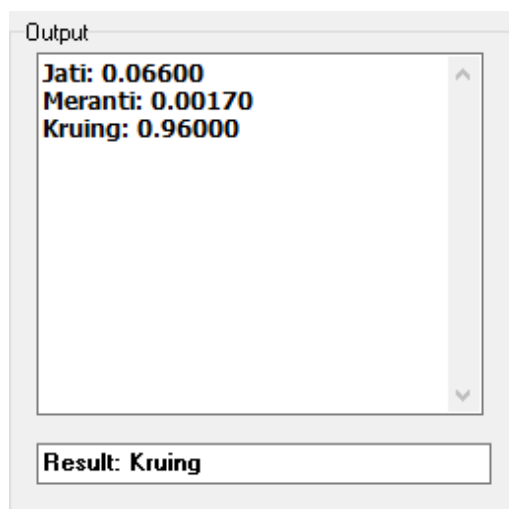 Output
Jati: 0.06600
Meranti: 0.00170
Kruing: 0.96000
Result: Kruing